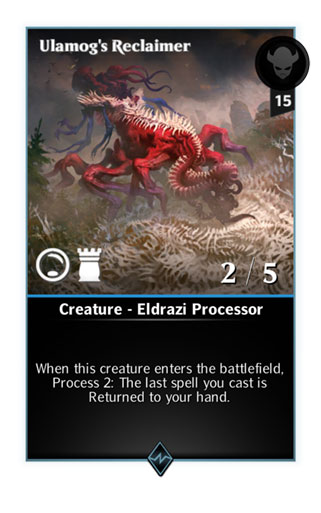 Ulamog's Reclaimer
15
2 / 5
Creature - Eldrazi Processor
When this creature enters the battlefield,
Process 2: The last spell you cast is
Returned to your hand.